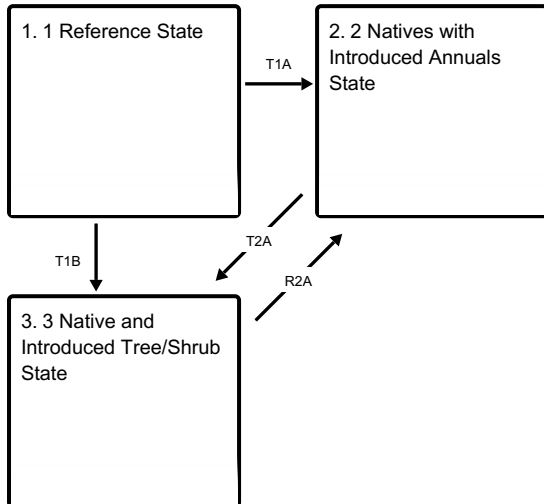 1. 1 Reference State
2. 2 Natives with
Introduced Annuals
State
T1A
T1B
T2A
R2A
3. 3 Native and
Introduced Tree/Shrub
State